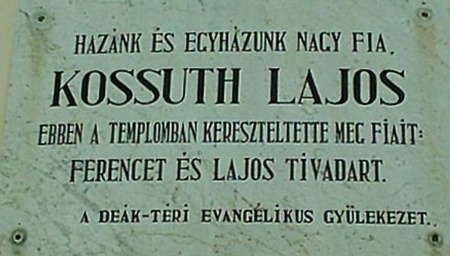 HAZÁNK ÉS EGYHÁZUNK NAGY FIA,
KOSSUTH LAJOS
EBBEN A TEMPLOMBAN KERESZTELTETTE MEG FIAIT:
FERENCET ÉS LAJOS TIVADART.
A DEÁK-TÉRI EVANGÉLIKUS GYÜLEKEZET.